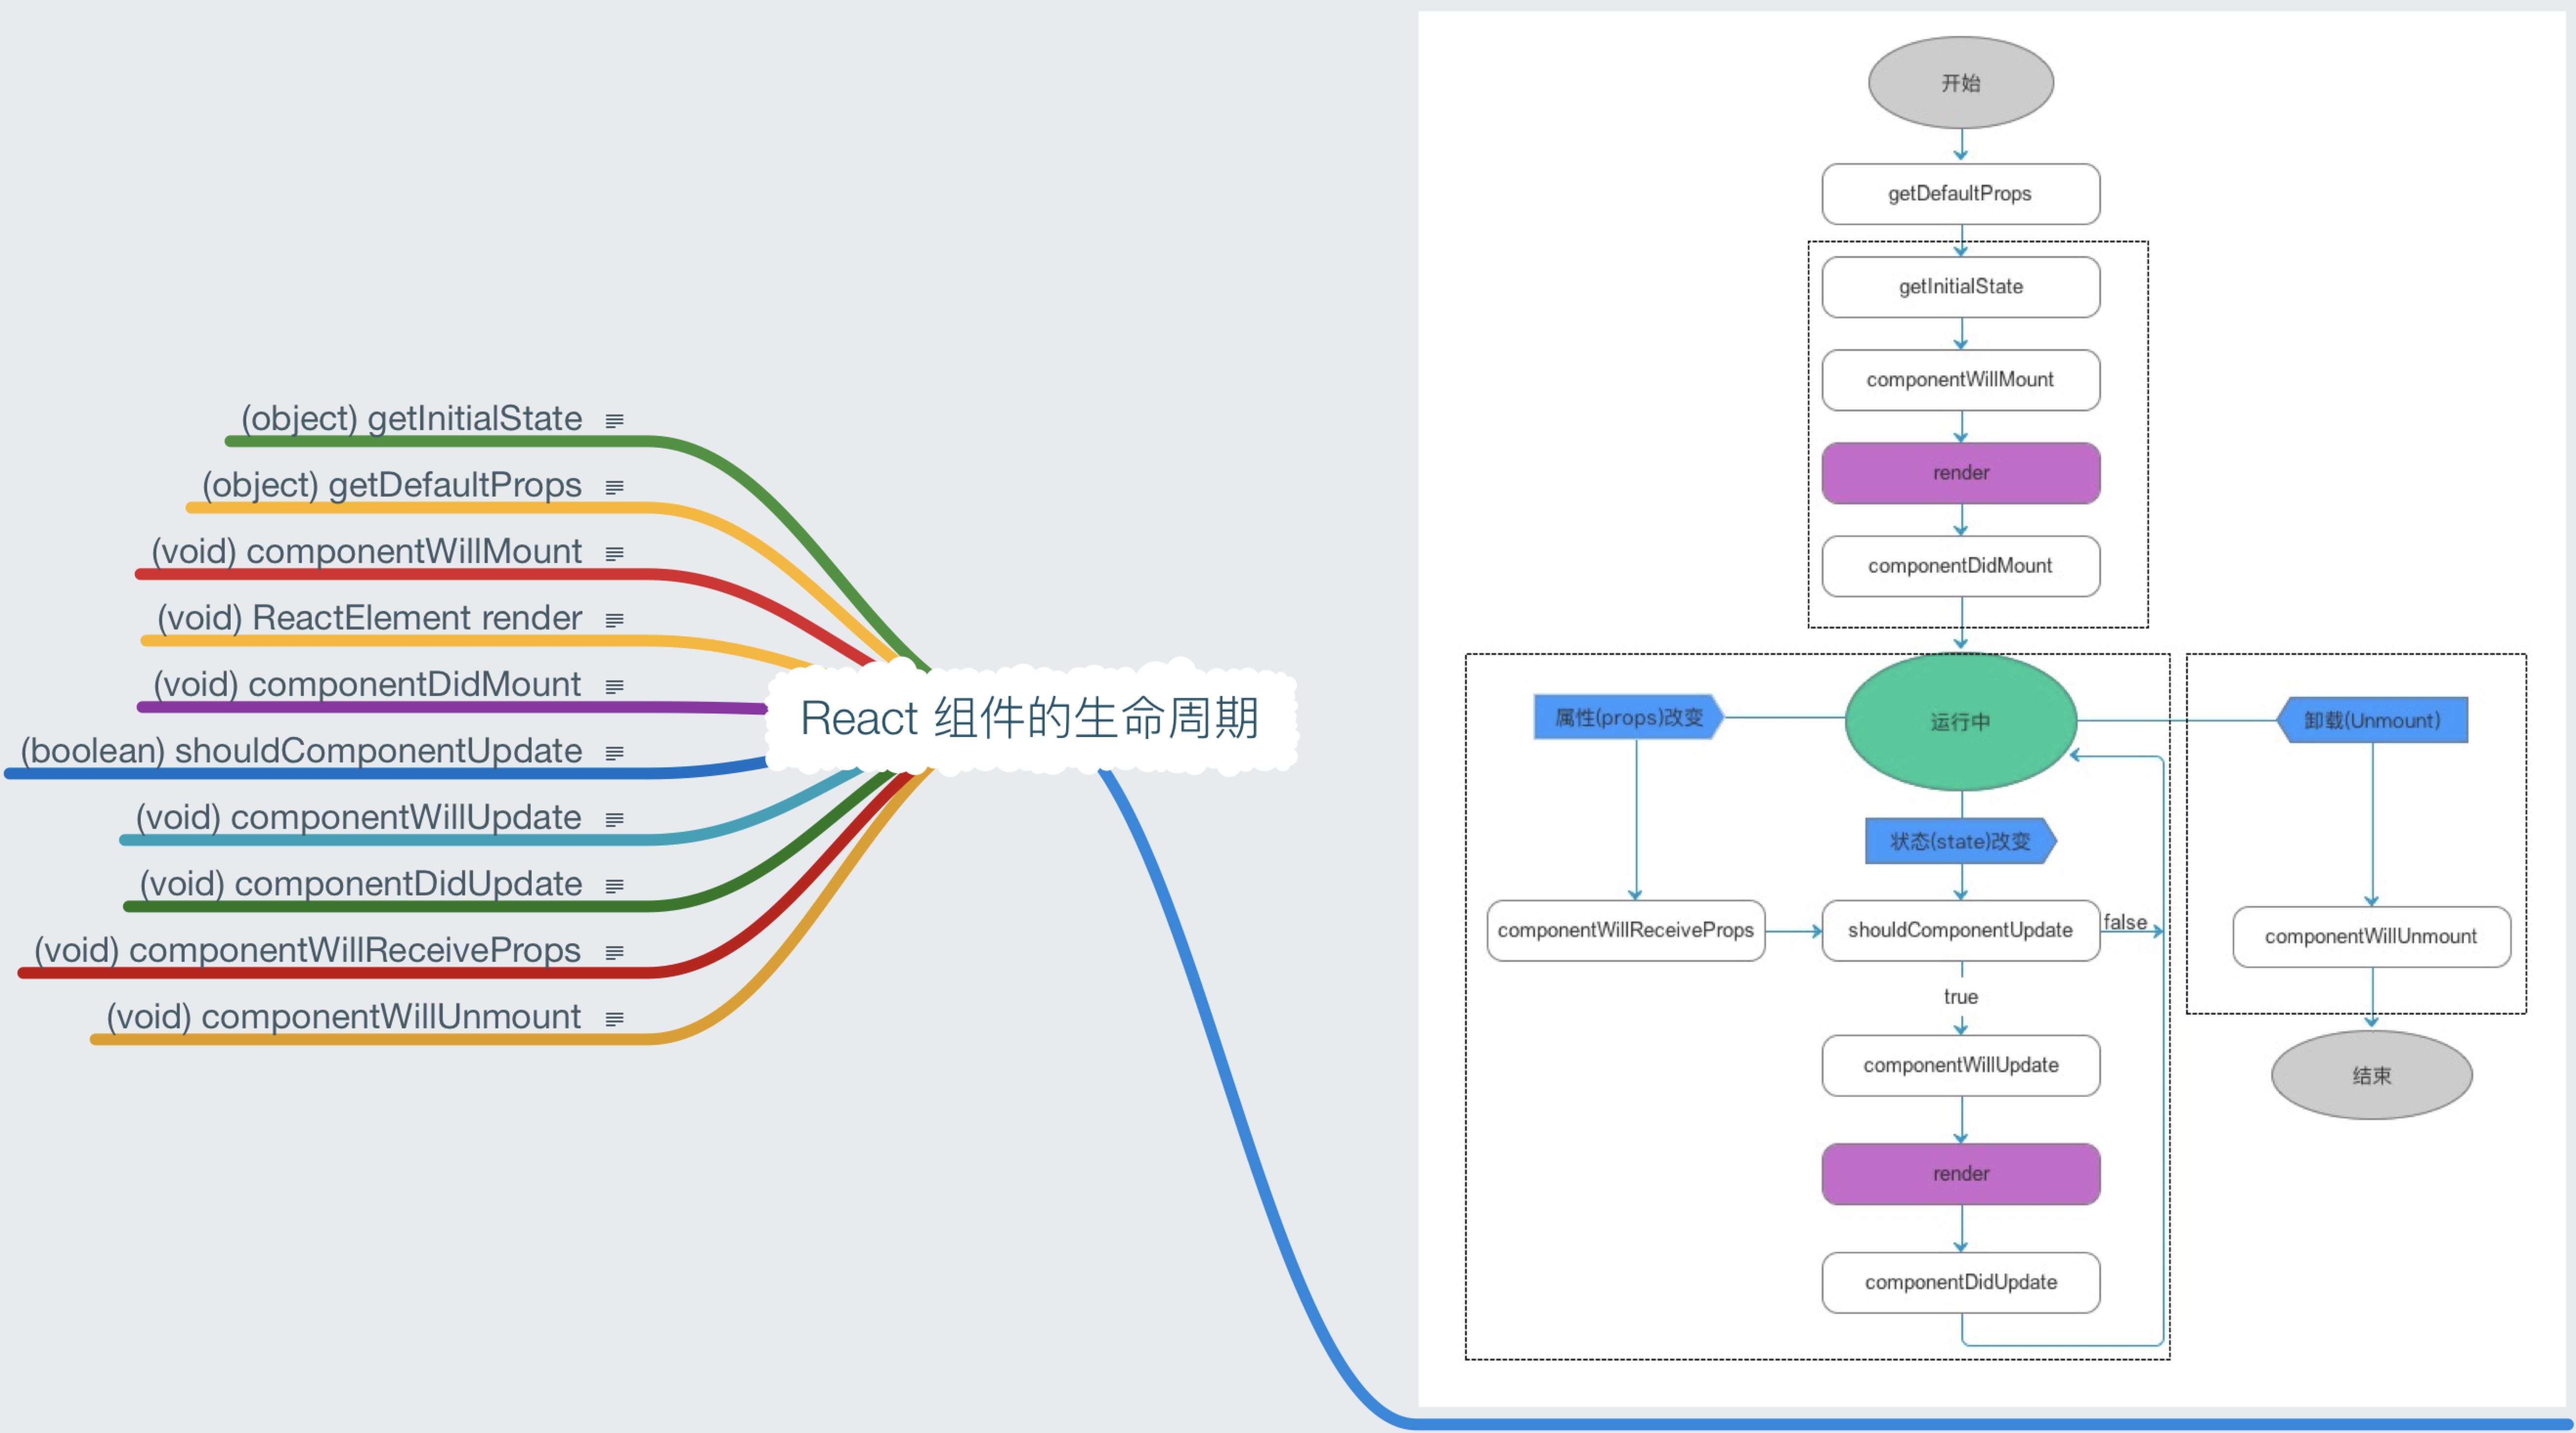 (object) getInitialState
(object) getDefaultProps
(void) componentWillMount
(void) ReactElement render
(void) componentDidMount
(boolean) shouldComponentUpdate
(void) componentWillUpdate
(void) componentDidUpdate
(void) componentWillReceiveProps
(void) componentWillUnmount
React 组件的生命周期
开始
getDefaultProps
getInitialState
componentWillMount
render
componentDidMount
属性(props)改变
运行中
卸载(Unmount)
状态(state)改变
componentWillReceiveProps
shouldComponentUpdate
false
componentWillUnmount
true
componentWillUpdate
结束
render
componentDidUpdate